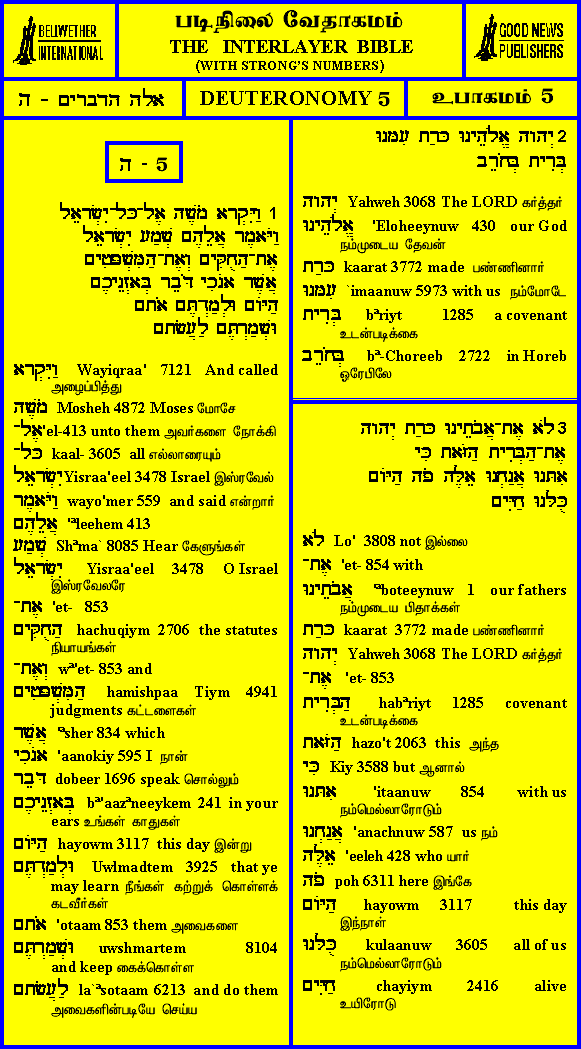 BELLWETHER
INTERNATIONAL
படிநிலை வேதாகமம்
THE INTERLAYER BIBLE
(WITH STRONG'S NUMBERS)
GOOD NEWS
PUBLISHERS
אלה הדברים - ה
DEUTERONOMY 5
உபாகமம் 5
ה - 5
1 וַיִּקְרָא מֹשֶׁה אֶל־כָּל־יִשְׂרָאֵל
וַיֹּאמֶר אֲלֵהֶם שְׁמַע יִשְׂרָאֵל
אֶת־הַחֻקִּים וְאֶת־הַמִּשְׁפָּטִים
אֲשֶׁר אָנֹכִי דֹּבֵר בְּאָזְנֵיכֶם
הַיּוֹם וּלְמַדְתֶּם אֹתָם
וּשְׁמַרְתֶּם לַעֲשֹׂתָם
וַיִּקְרָא Wayiqraa' 7121 And called
அழைப்பித்து
מֹשֶׁה Mosheh 4872 Moses மோசே
אֶל־ 'el-413 unto them அவர்களை நோக்கி
כָּל־ kaal- 3605 all எல்லாரையும்
יִשְׂרָאֵל Yisraa'eel 3478 Israel இஸ்ரவேல்
וַיֹּאמֶר wayo'mer 559 and said என்றார்
אֲלֵהֶם 'ªleehem 413
שְׁמַע Shªma` 8085 Hear கேளுங்கள்
יִשְׂרָאֵל Yisraa'eel 3478 O Israel
இஸ்ரவேலரே
אֶת־ 'et- 853
הַחֻקִּים hachuqiym 2706 the statutes
நியாயங்கள்
וְאֶת־ wª'et- 853 and
הַמִּשְׁפָּטִים hamishpaa Tiym 4941
judgments கட்டளைகள்
אֲשֶׁר ªsher 834 which
אָנֹכִי 'aanokiy 595 I நான்
דֹּבֵר dobeer 1696 speak சொல்லும்
בְּאָזְנֵיכֶם bª'aazªneeykem 241 in your
ears உங்கள் காதுகள்
הַיּוֹם hayowm 3117 this day இன்று
וּלְמַדְתֶּם Uwlmadtem 3925 that ye
may learn நீங்கள் கற்றுக் கொள்ளக்
கடவீர்கள்
אֹתָם 'otaam 853 them அவைகளை
וּשְׁמַרְתֶּם uwshmartem 8104
and keep கைக்கொள்ள
לַעֲשֹׂתָם la`ªsotaam 6213 and do them
அவைகளின்படியே செய்ய
2 יְהוָה אֱלֹהֵינוּ כָּרַת עִמָּנוּ
בְּרִית בְּחֹרֵב
יְהוָה Yahweh 3068 The LORD கர்த்தர்
אֱלֹהֵינוּ 'Eloheeynuw 430 our God
நம்முடைய தேவன்
כָּרַת kaarat 3772 made பண்ணினார்
עִמָּנוּ `imaanuw 5973 with us நம்மோடே
בְּרִית bªriyt 1285 a covenant
உடன்படிக்கை
בְּחֹרֵב bª-Choreeb 2722 in Horeb
ஓரேபிலே
3 לֹא אֶת־אֲבֹתֵינוּ כָּרַת יְהוָה
אֶת־הַבְּרִית הַזֹּאת כִּי
אִתָּנוּ אֲנַחְנוּ אֵלֶּה פֹה הַיּוֹם
כֻּלָּנוּ חַיִּים
לֹא Lo' 3808 not இல்லை
אֶת־ 'et- 854 with
אֲבֹתֵינוּ ªboteeynuw 1 our fathers
நம்முடைய பிதாக்கள்
כָּרַת kaarat 3772 made பண்ணினார்
יְהוָה Yahweh 3068 The LORD கர்த்தர்
אֶת־ 'et- 853
הַבְּרִית habªriyt 1285 covenant
உடன்படிக்கை
הַזֹּאת hazo't 2063 this அந்த
כִּי Kiy 3588 but ஆனால்
אִתָּנוּ 'itaanuw 854 with us
நம்மெல்லாரோடும்
אֲנַחְנוּ 'anachnuw 587 us நம்
אֵלֶּה 'eeleh 428 who யார்
פֹה poh 6311 here இங்கே
הַיּוֹם hayowm 3117 this day
இந்நாள்
כֻּלָּנוּ kulaanuw 3605 all of us
நம்மெல்லாரோடும்
חַיִּים chayiym 2416 alive
உயிரோடு